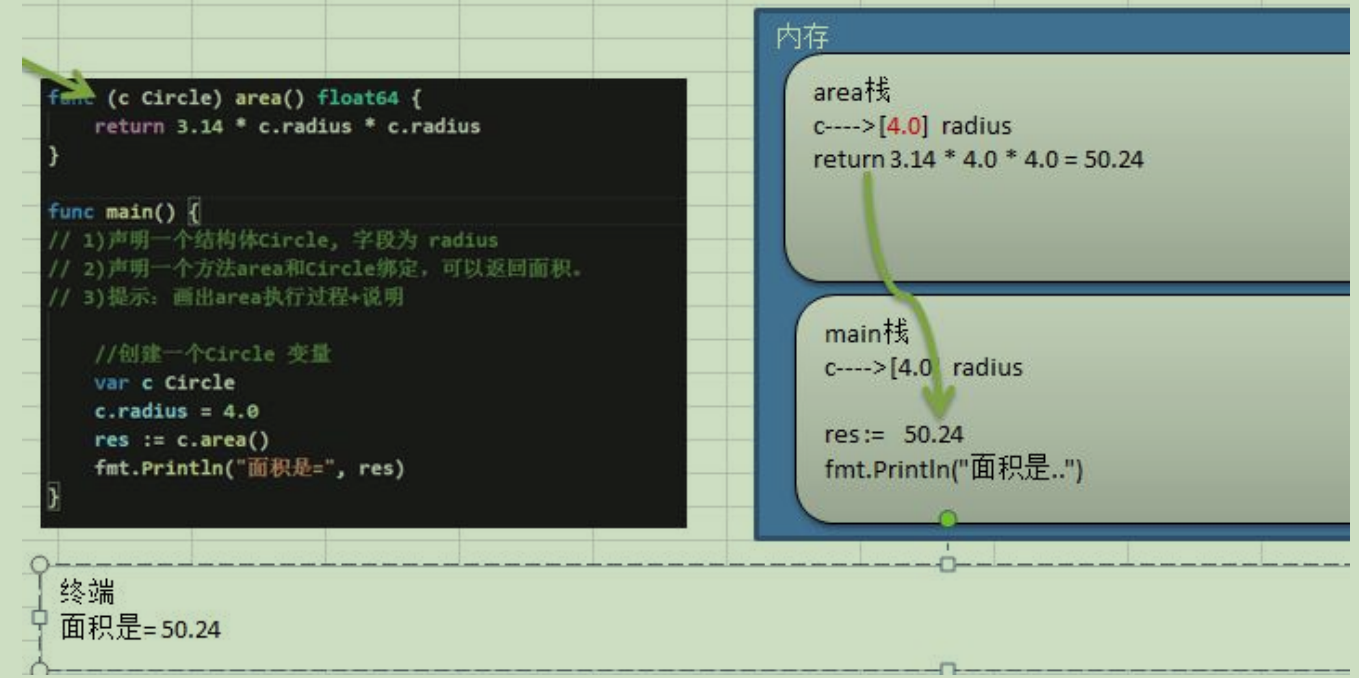 func (c Circle) area() float64 {
return 3.14 * c.radius * c.radius
}
func main() {
// 1)声明一个结构体Circle, 字段为 radius
// 2)声明一个方法area和Circle绑定，可以返回面积。
// 3)提示：画出area执行过程+说明
//创建一个Circle 变量
var c Circle
c.radius = 4.0
res := c.area()
fmt.Println("面积是=", res)
}
内存
area栈
c---->[4.0] radius
return 3.14 * 4.0 * 4.0 = 50.24
main栈
c---->[4.0] radius
res := 50.24
fmt.Println("面积是..")
终端
面积是= 50.24